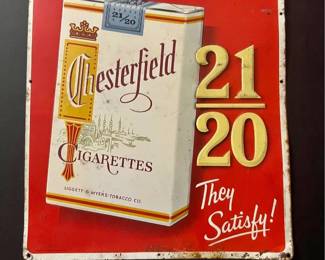 21
20
Chesterfield
CIGARETTES
LIGGETT & MYERS TOBACCO CO.
21
20
They
Satisfy!